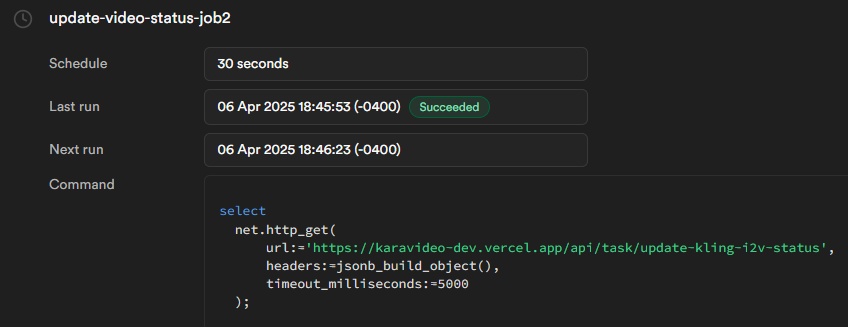 update-video-status-job2
Schedule
30 seconds
Last run
06 Apr 2025 18:45:53 (-0400) Succeeded
Next run
06 Apr 2025 18:46:23 (-0400)
Command
select
  net.http_get(
      url:='https://karavideo-dev.vercel.app/api/task/update-kling-i2v-status',
      headers:=jsonb_build_object(),
      timeout_milliseconds:=5000
  );